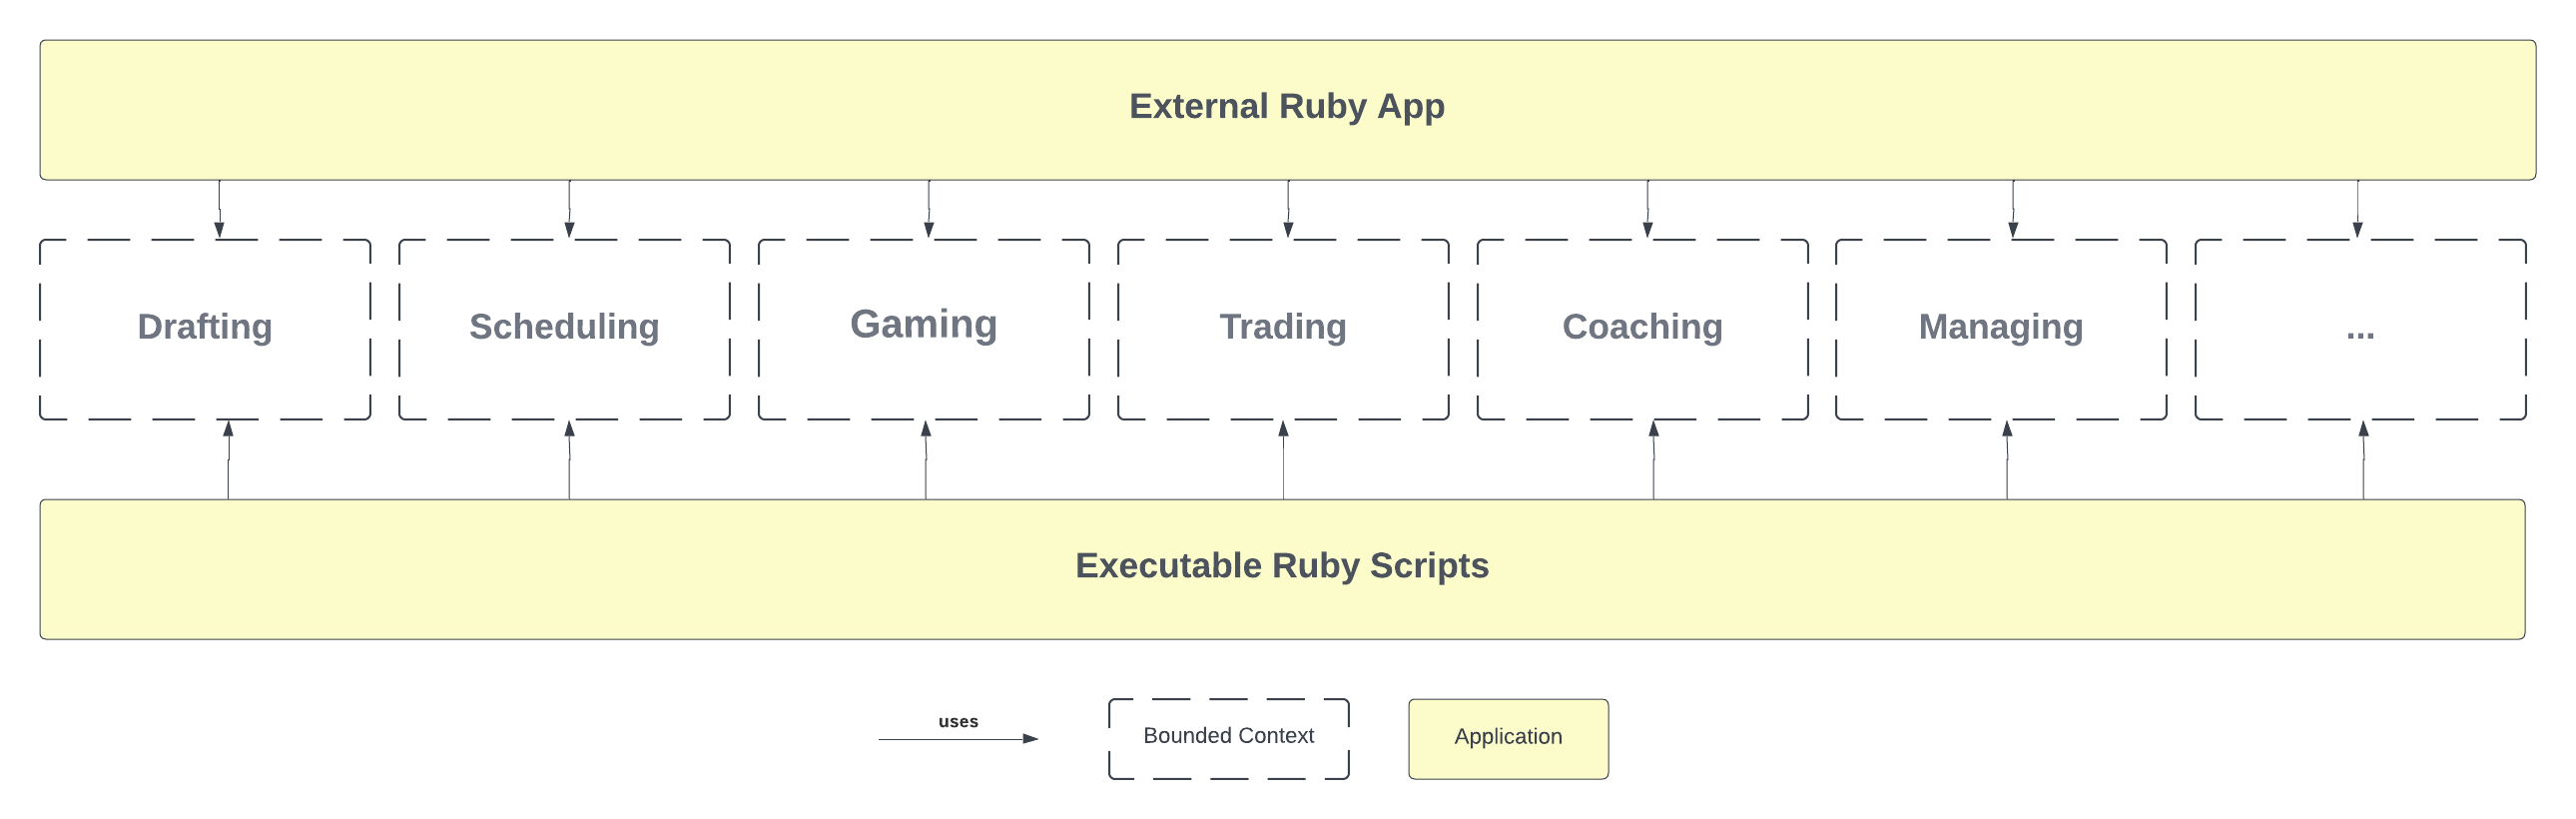 External Ruby App
Drafting
Scheduling
Gaming
Trading
Coaching
Managing
...
Executable Ruby Scripts
uses
Bounded Context
Application